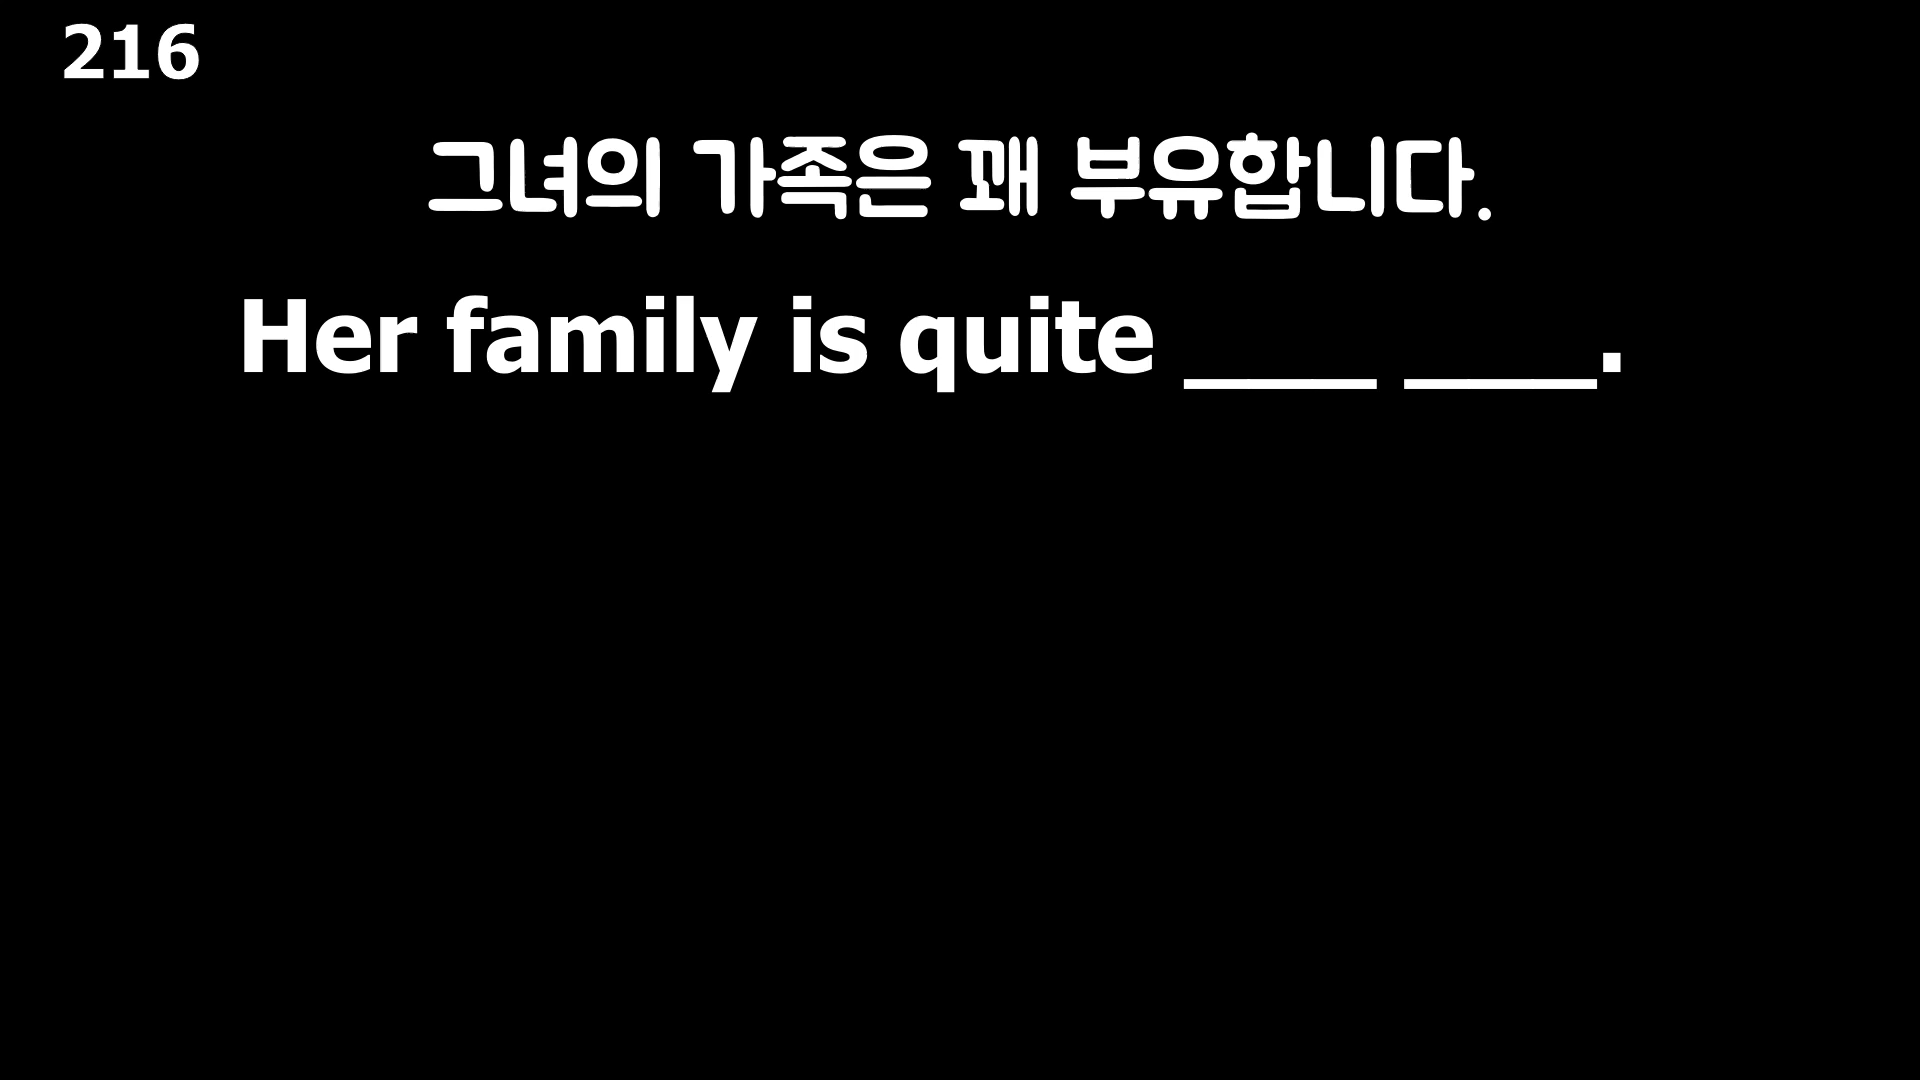 216
그녀의 가족은 꽤 부유합니다.
Her family is quite ___ ___.